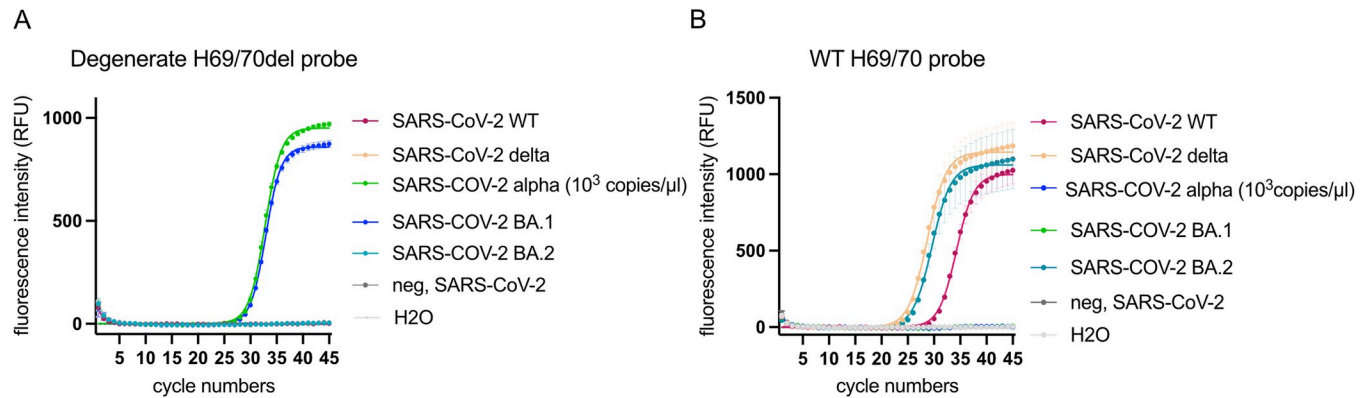 A
Degenerate H69/70del probe
fluorescence intensity (RFU)
1000
500
0
5 10 15 20 25 30 35 40 45
cycle numbers
SARS-CoV-2 WT
SARS-CoV-2 delta
SARS-COV-2 alpha (10³ copies/µl)
SARS-COV-2 BA.1
SARS-COV-2 BA.2
neg, SARS-CoV-2
H2O
B
WT H69/70 probe
fluorescence intensity (RFU)
1500
1000
500
0
5 10 15 20 25 30 35 40 45
cycle numbers
SARS-CoV-2 WT
SARS-CoV-2 delta
SARS-COV-2 alpha (10³copies/µl)
SARS-COV-2 BA.1
SARS-COV-2 BA.2
neg, SARS-CoV-2
H2O